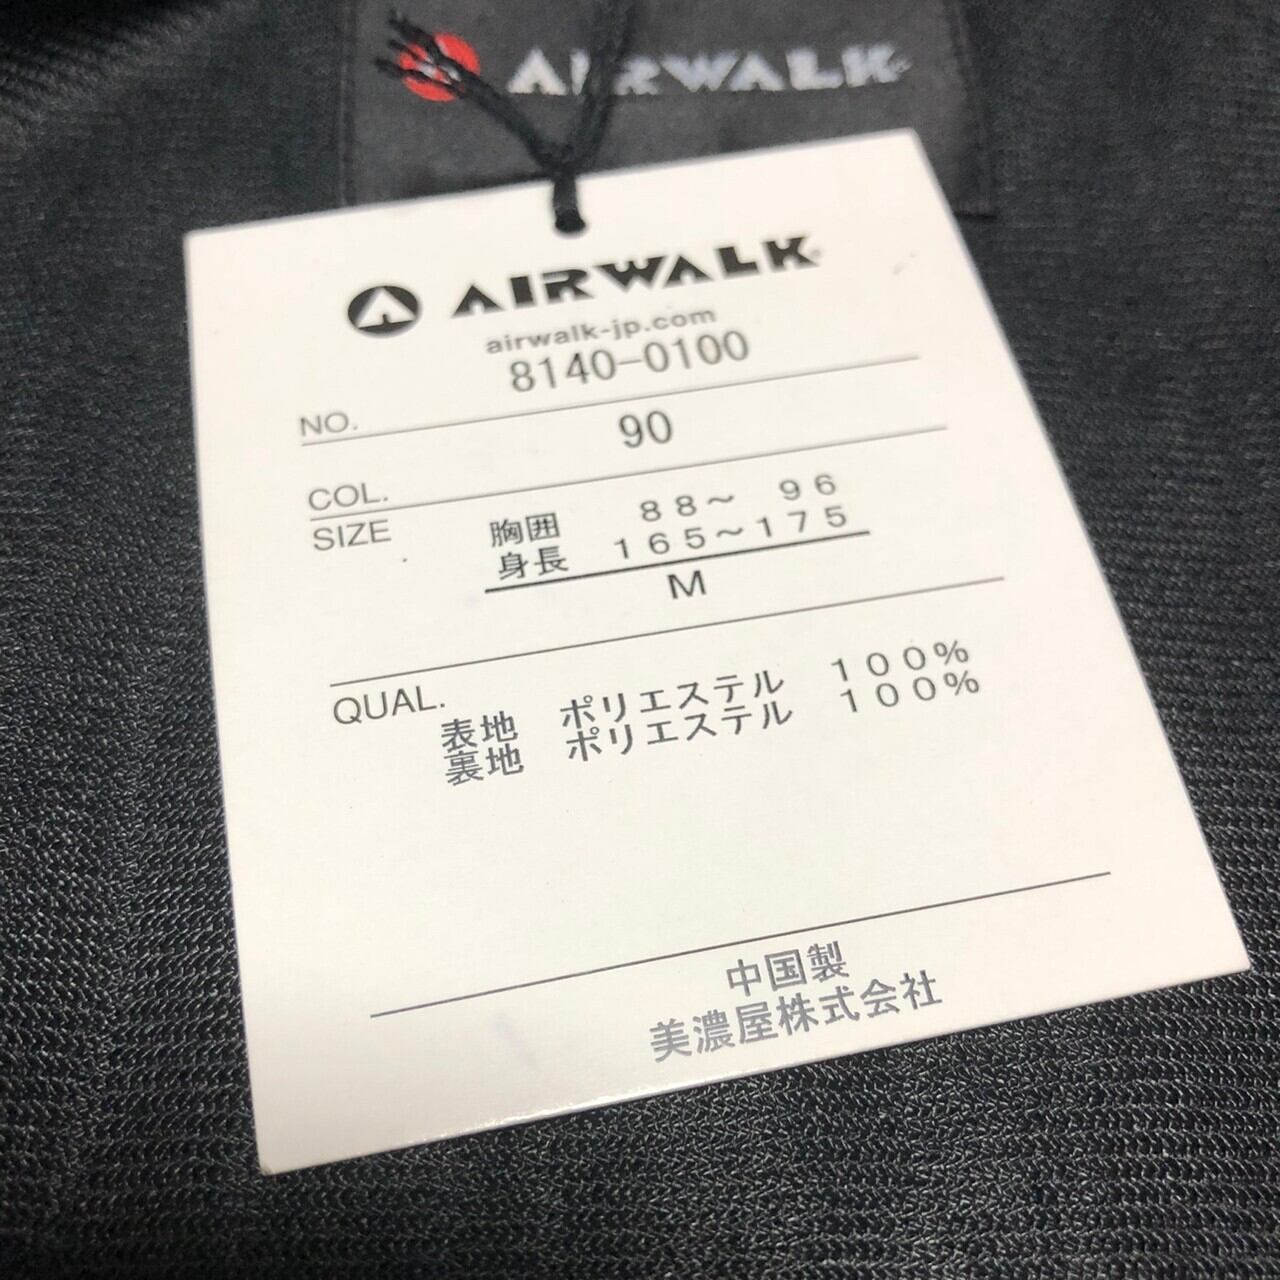 AIRWALK
AIRWALK
airwalk-jp.com
8140-0100
NO.
90
COL.
SIZE 胸囲 88～ 96
身長 165～175
M
QUAL.
表地 ポリエステル 100%
裏地 ポリエステル 100%
中国製
美濃屋株式会社